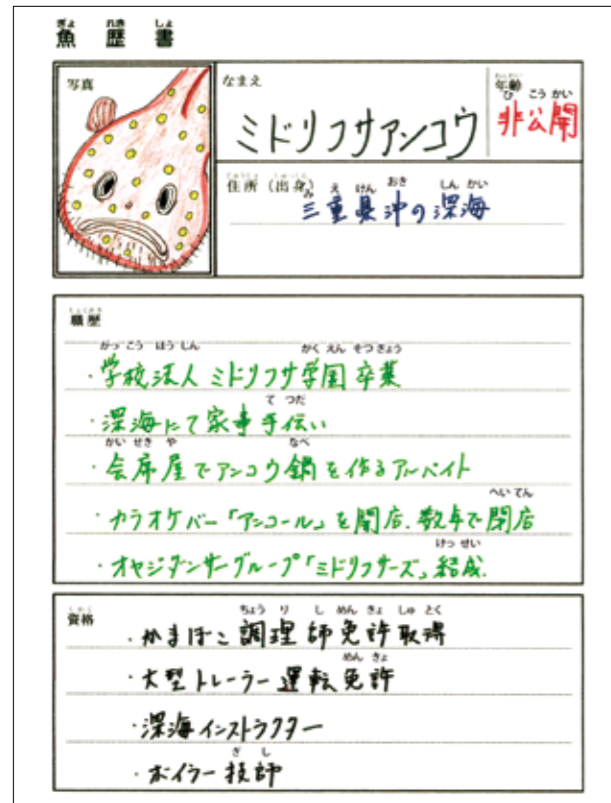 魚歴書
写真
なまえ
ミドリフサアンコウ
年齢
非公開
住所（出身）
三重県沖の深海
職歴
・学校法人 ミドリフサ学園 卒業
・深海にて家事手伝い
・会席屋でアンコウ鍋を作るアルバイト
・カラオケバー「アンコール」を開店。数年で閉店
・オヤジダンサーグループ「ミドリフサーズ」結成。
資格
・かまぼこ調理師免許取得
・大型トレーラー運転免許
・深海インストラクター
・ボイラー技師